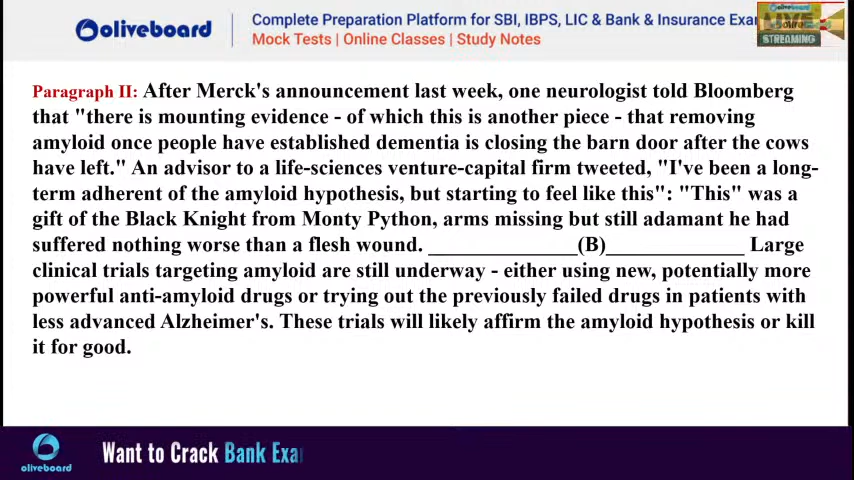 oliveboard
Complete Preparation Platform for SBI, IBPS, LIC & Bank & Insurance Exa
Mock Tests | Online Classes | Study Notes
oliveboard
LIVE
STREAMING
Paragraph II: After Merck's announcement last week, one neurologist told Bloomberg
that "there is mounting evidence - of which this is another piece - that removing
amyloid once people have established dementia is closing the barn door after the cows
have left." An advisor to a life-sciences venture-capital firm tweeted, "I've been a long-
term adherent of the amyloid hypothesis, but starting to feel like this": "This" was a
gift of the Black Knight from Monty Python, arms missing but still adamant he had
suffered nothing worse than a flesh wound. ______________(B)_____________ Large
clinical trials targeting amyloid are still underway - either using new, potentially more
powerful anti-amyloid drugs or trying out the previously failed drugs in patients with
less advanced Alzheimer's. These trials will likely affirm the amyloid hypothesis or kill
it for good.
oliveboard
Want to Crack Bank Exa